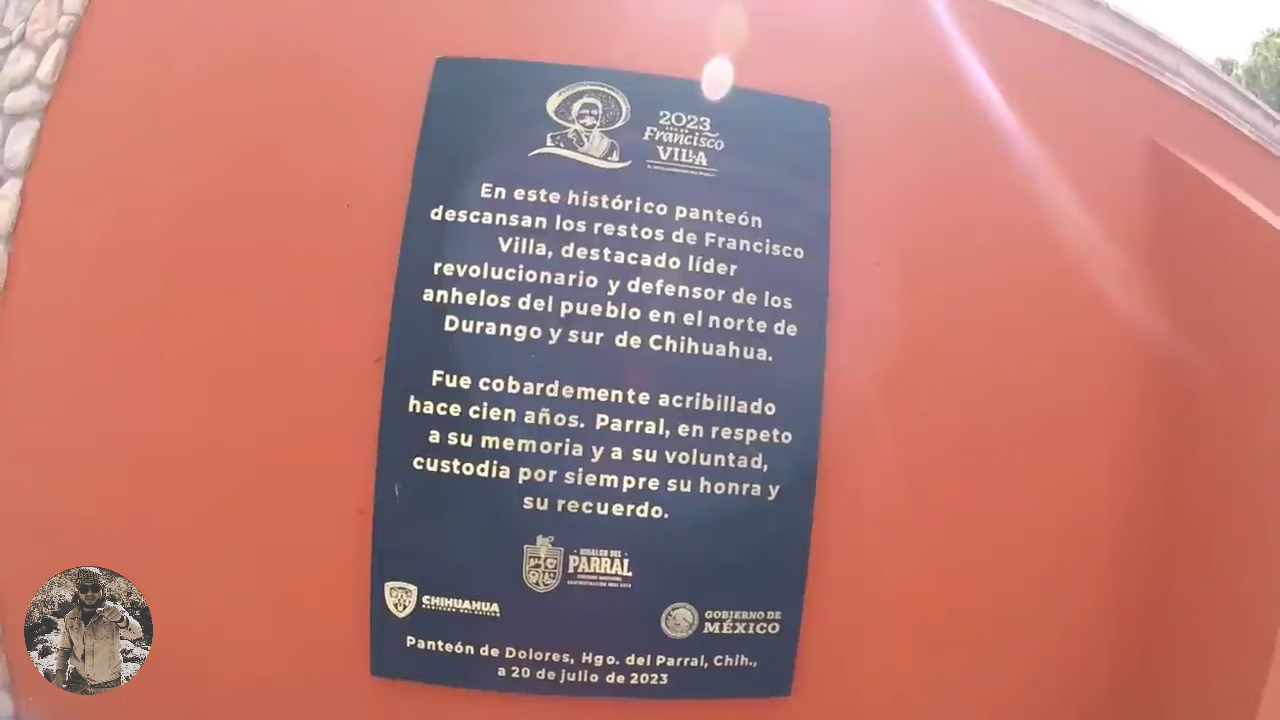 2023
Francisco
VILLA
En este histórico panteón
descansan los restos de Francisco
Villa, destacado líder
revolucionario y defensor de los
anhelos del pueblo en el norte de
Durango y sur de Chihuahua.
Fue cobardemente acribillado
hace cien años. Parral, en respeto
a su memoria y a su voluntad,
custodia por siempre su honra y
su recuerdo.
HIDALGO DEL
PARRAL
CHIHUAHUA
GOBIERNO DE
MÉXICO
Panteón de Dolores, Hgo. del Parral, Chih.,
a 20 de julio de 2023